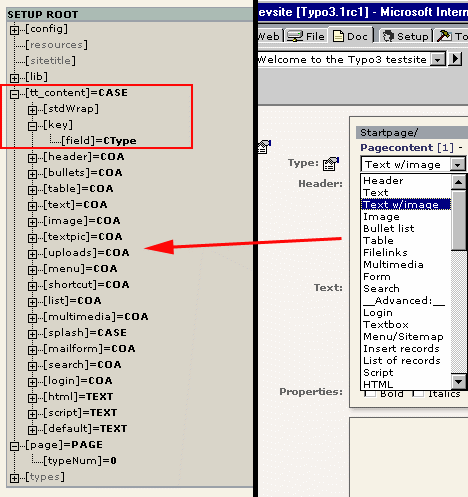 SETUP ROOT
[config]
[resources]
[sitetitle]
[lib]
[tt_content]=CASE
[stdWrap]
[key]
[field]=CType
[header]=COA
[bullets]=COA
[table]=COA
[text]=COA
[image]=COA
[textpic]=COA
[uploads]=COA
[menu]=COA
[shortcut]=COA
[list]=COA
[multimedia]=COA
[splash]=CASE
[mailform]=COA
[search]=COA
[login]=COA
[html]=TEXT
[script]=TEXT
[default]=TEXT
[page]=PAGE
[typeNum]=0
[types]
evsite [Typo3.1rc1] - Microsoft Inter
Web File Doc Setup To
Welcome to the Typo3 testsite
Startpage/
Pagecontent [1] -
Type: Text w/image
Header:
Header
Text
Text w/image
Image
Bullet list
Table
Filelinks
Multimedia
Form
Search
__Advanced:__
Login
Textbox
Menu/Sitemap
Insert records
List of records
Script
HTML
Text:
Properties: Bold Italics